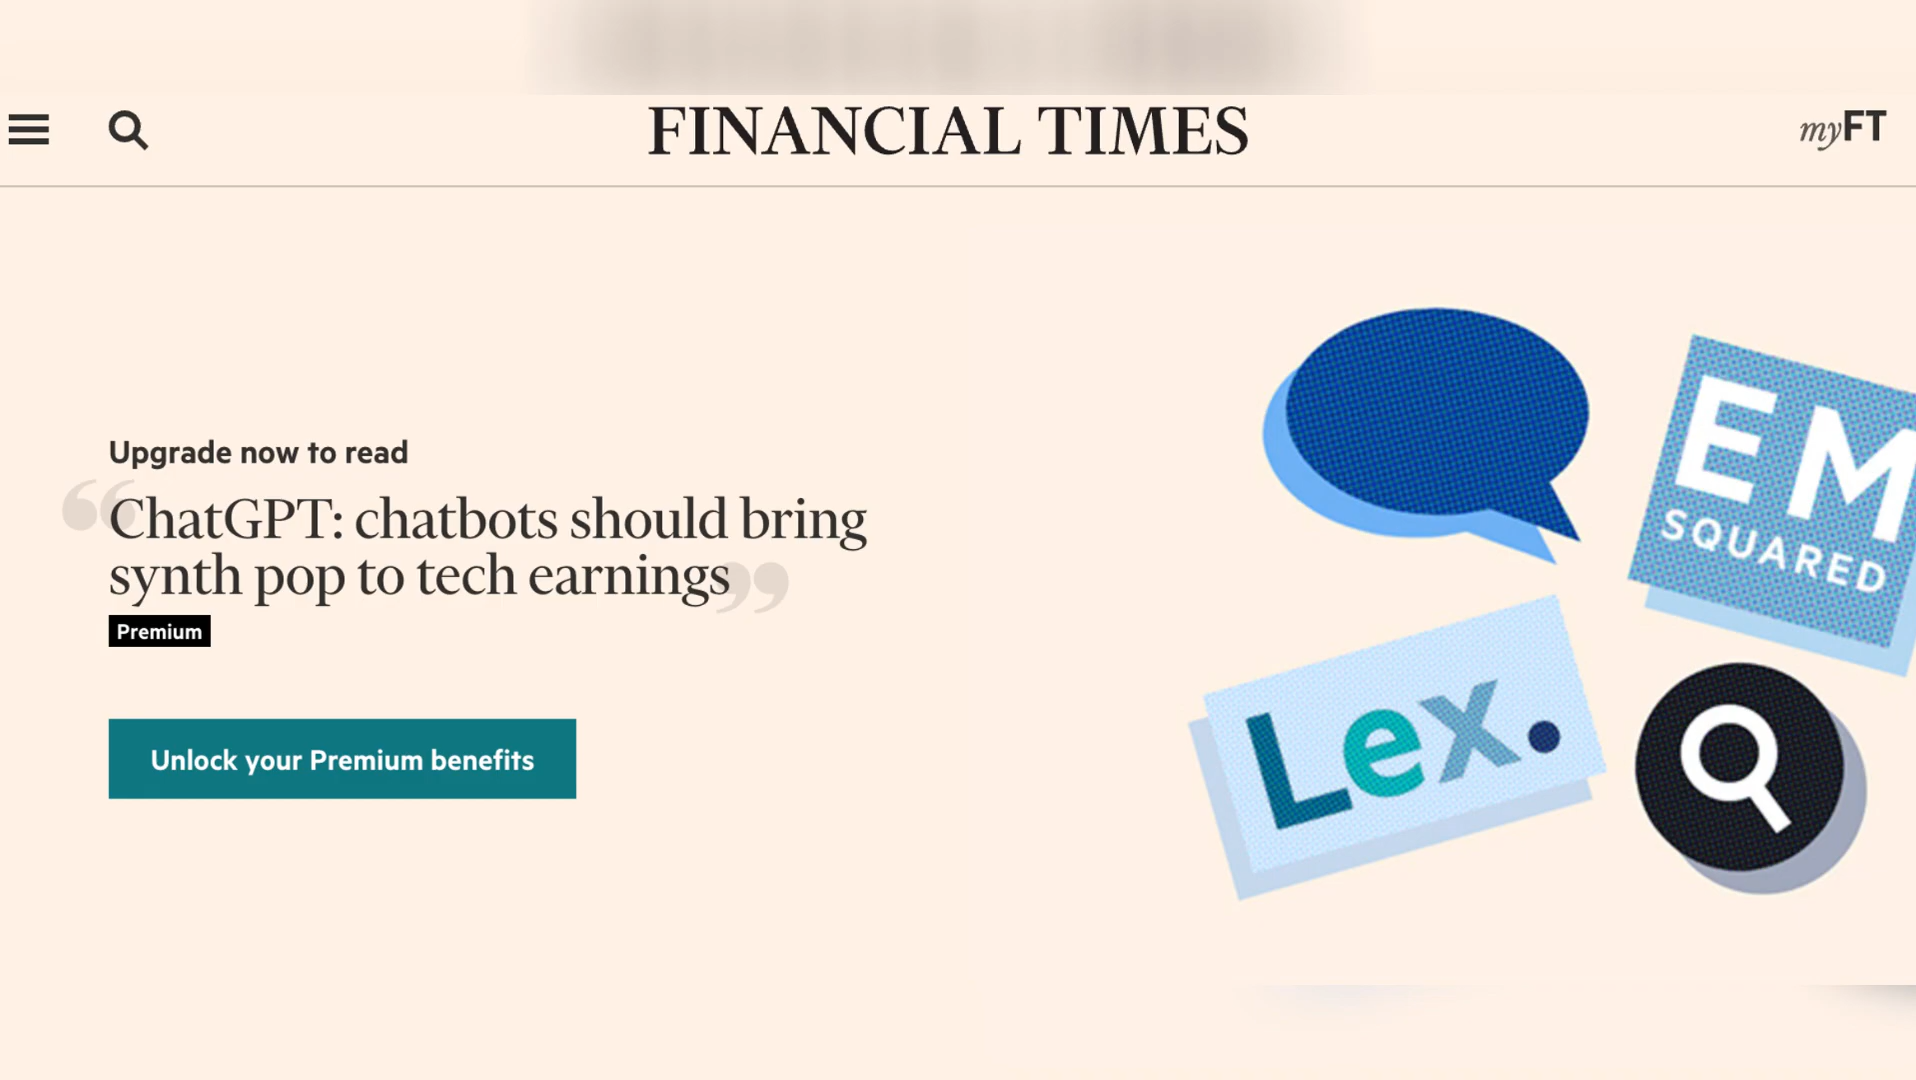 FINANCIAL TIMES
myFT
Upgrade now to read
“ChatGPT: chatbots should bring
synth pop to tech earnings”
Premium
Unlock your Premium benefits
EM
SQUARED
Lex.